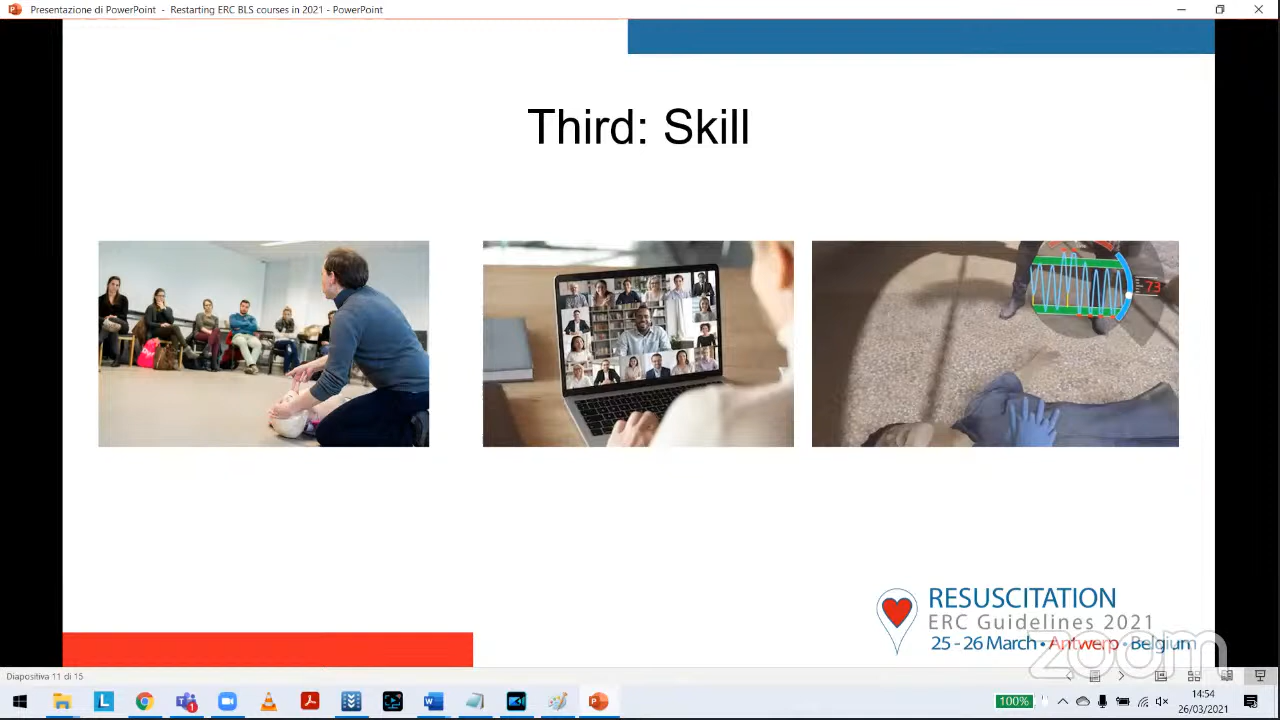 Presentazione di PowerPoint - Restarting ERC BLS courses in 2021 - PowerPoint
Third: Skill
73
RESUSCITATION
ERC Guidelines 2021
25 - 26 March • Antwerp • Belgium
zoom
Diapositiva 11 di 15
100%
14:54
26/03/2021